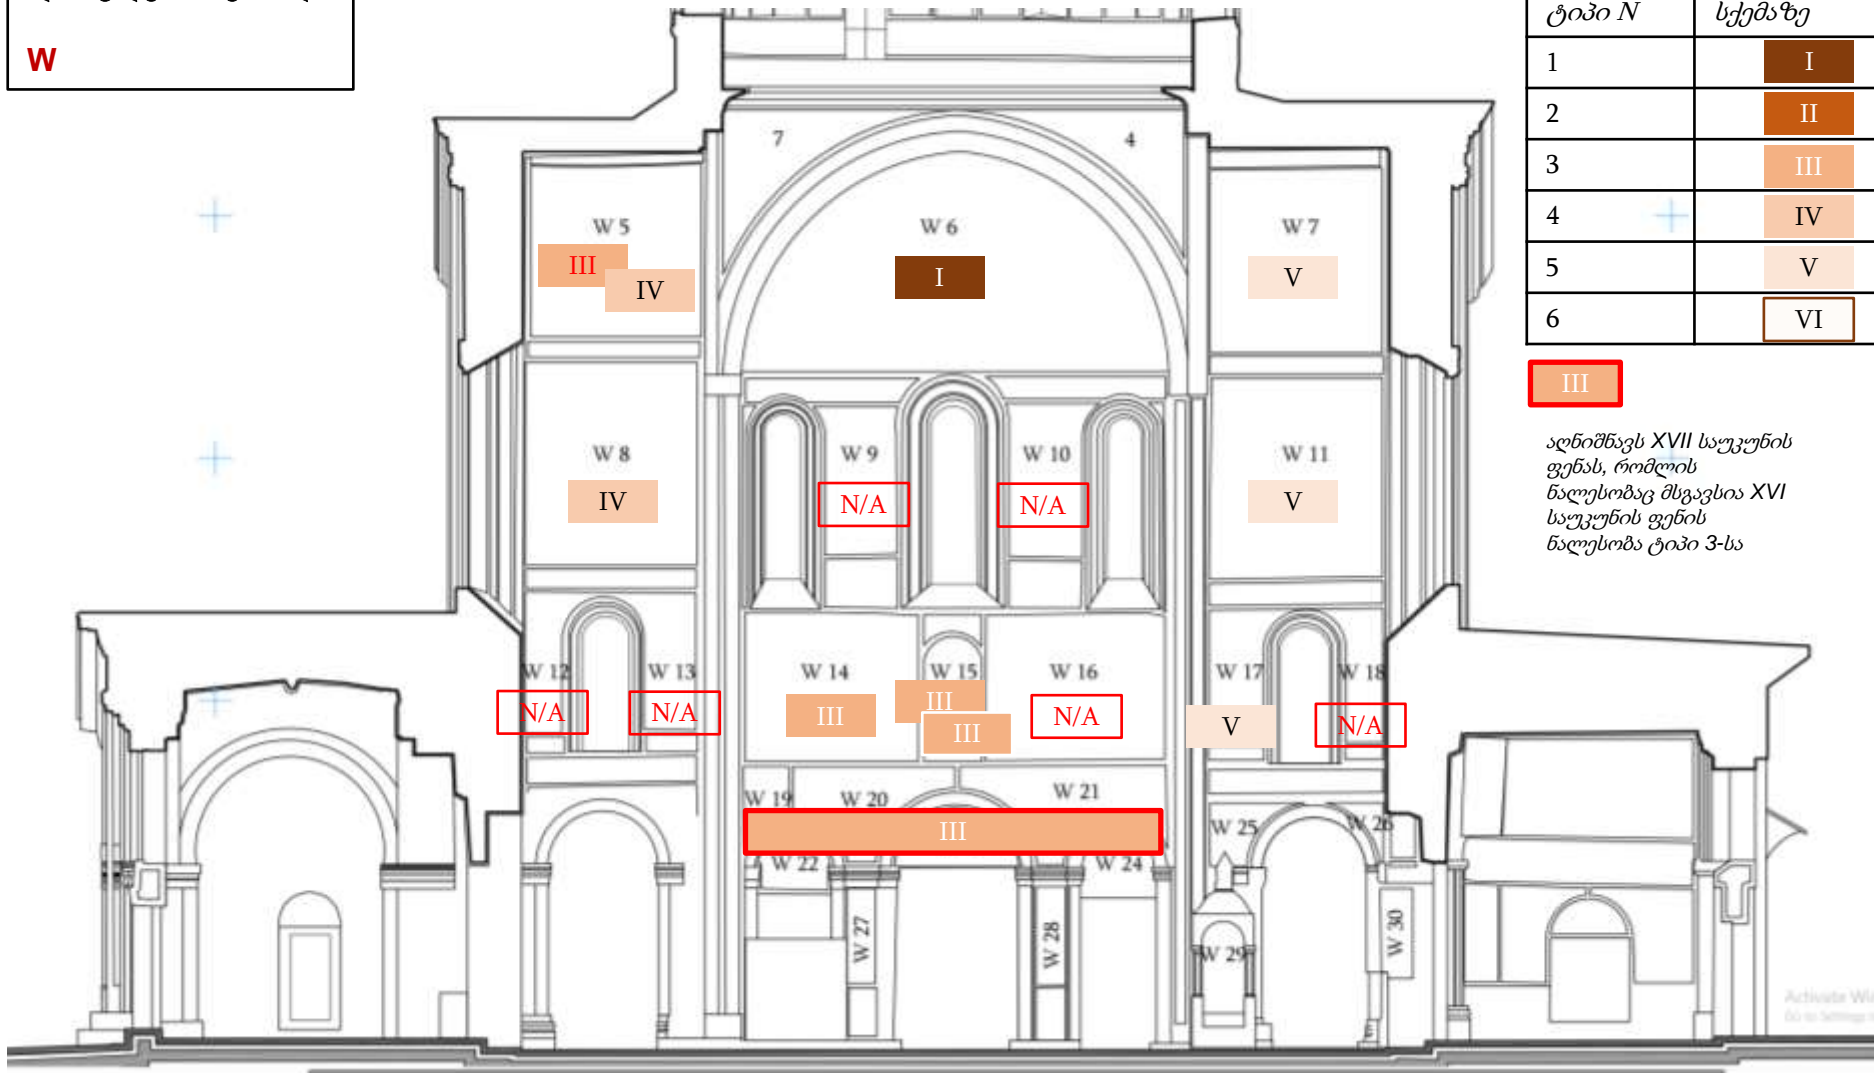 W
ტიპი N სქემაზე
1 I
2 II
3 III
4 IV
5 V
6 VI
III
აღნიშნავს XVII საუკუნის
ფენას, რომლის
ნალესობაც მსგავსია XVI
საუკუნის ფენის
ნალესობა ტიპი 3-სა
7 4
W 5 W 6 W 7
III IV I V
W 8 W 9 W 10 W 11
IV N/A N/A V
W 12 W 13 W 14 W 15 W 16 W 17 W 18
N/A N/A III III III N/A V N/A
W 19 W 20 W 21
III
W 25 W 26
W 22 W 24
W 27 W 28 W 29 W 30